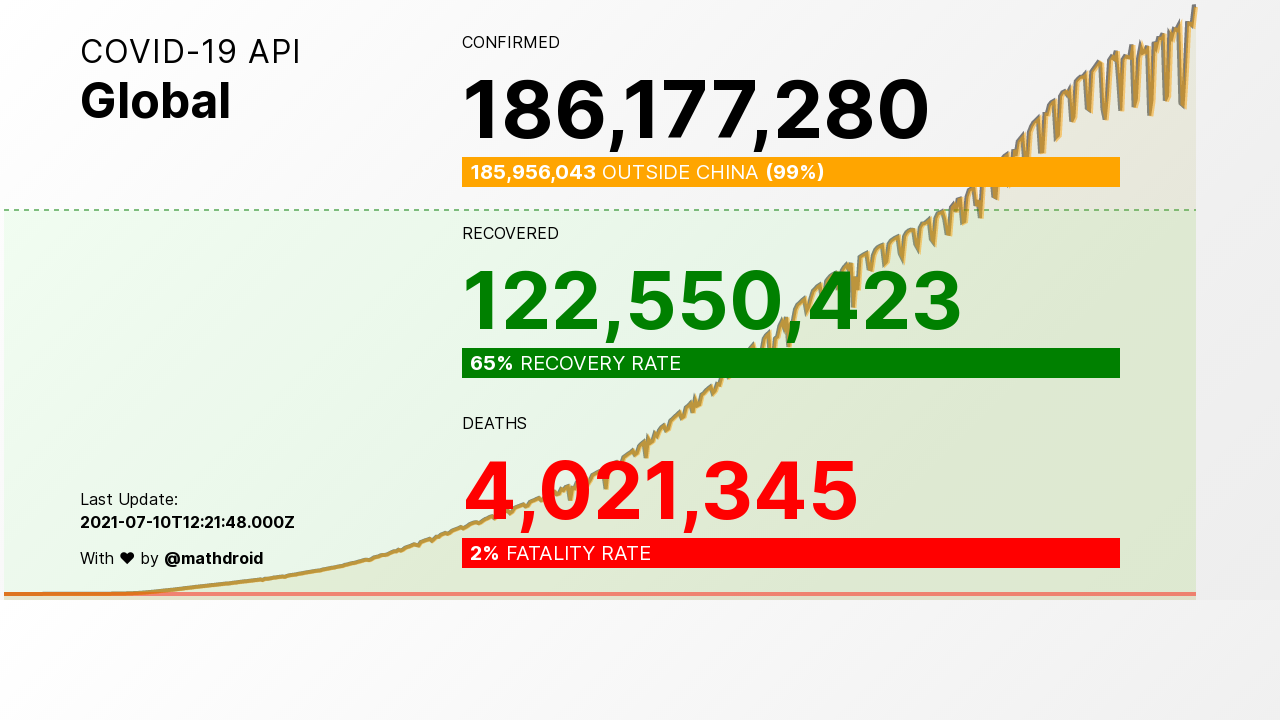 COVID-19 API
Global
CONFIRMED
186,177,280
185,956,043 OUTSIDE CHINA (99%)
RECOVERED
122,550,423
65% RECOVERY RATE
DEATHS
4,021,345
2% FATALITY RATE
Last Update:
2021-07-10T12:21:48.000Z
With ♥ by @mathdroid